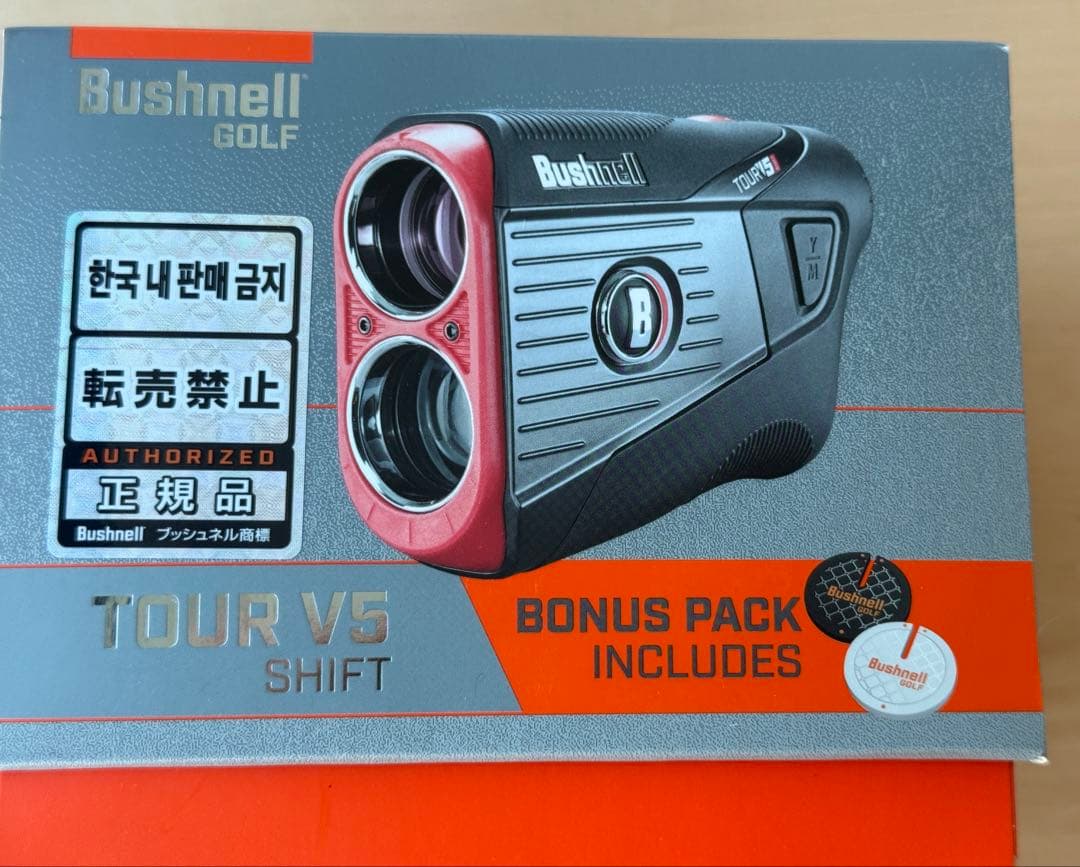 Bushnell
GOLF
Bushnell
TOUR V5
Y
M
B
한국 내 판매 금지
転売禁止
AUTHORIZED
正規品
Bushnell ブッシュネル商標
TOUR V5
SHIFT
BONUS PACK
INCLUDES
Bushnell
GOLF
Bushnell
GOLF